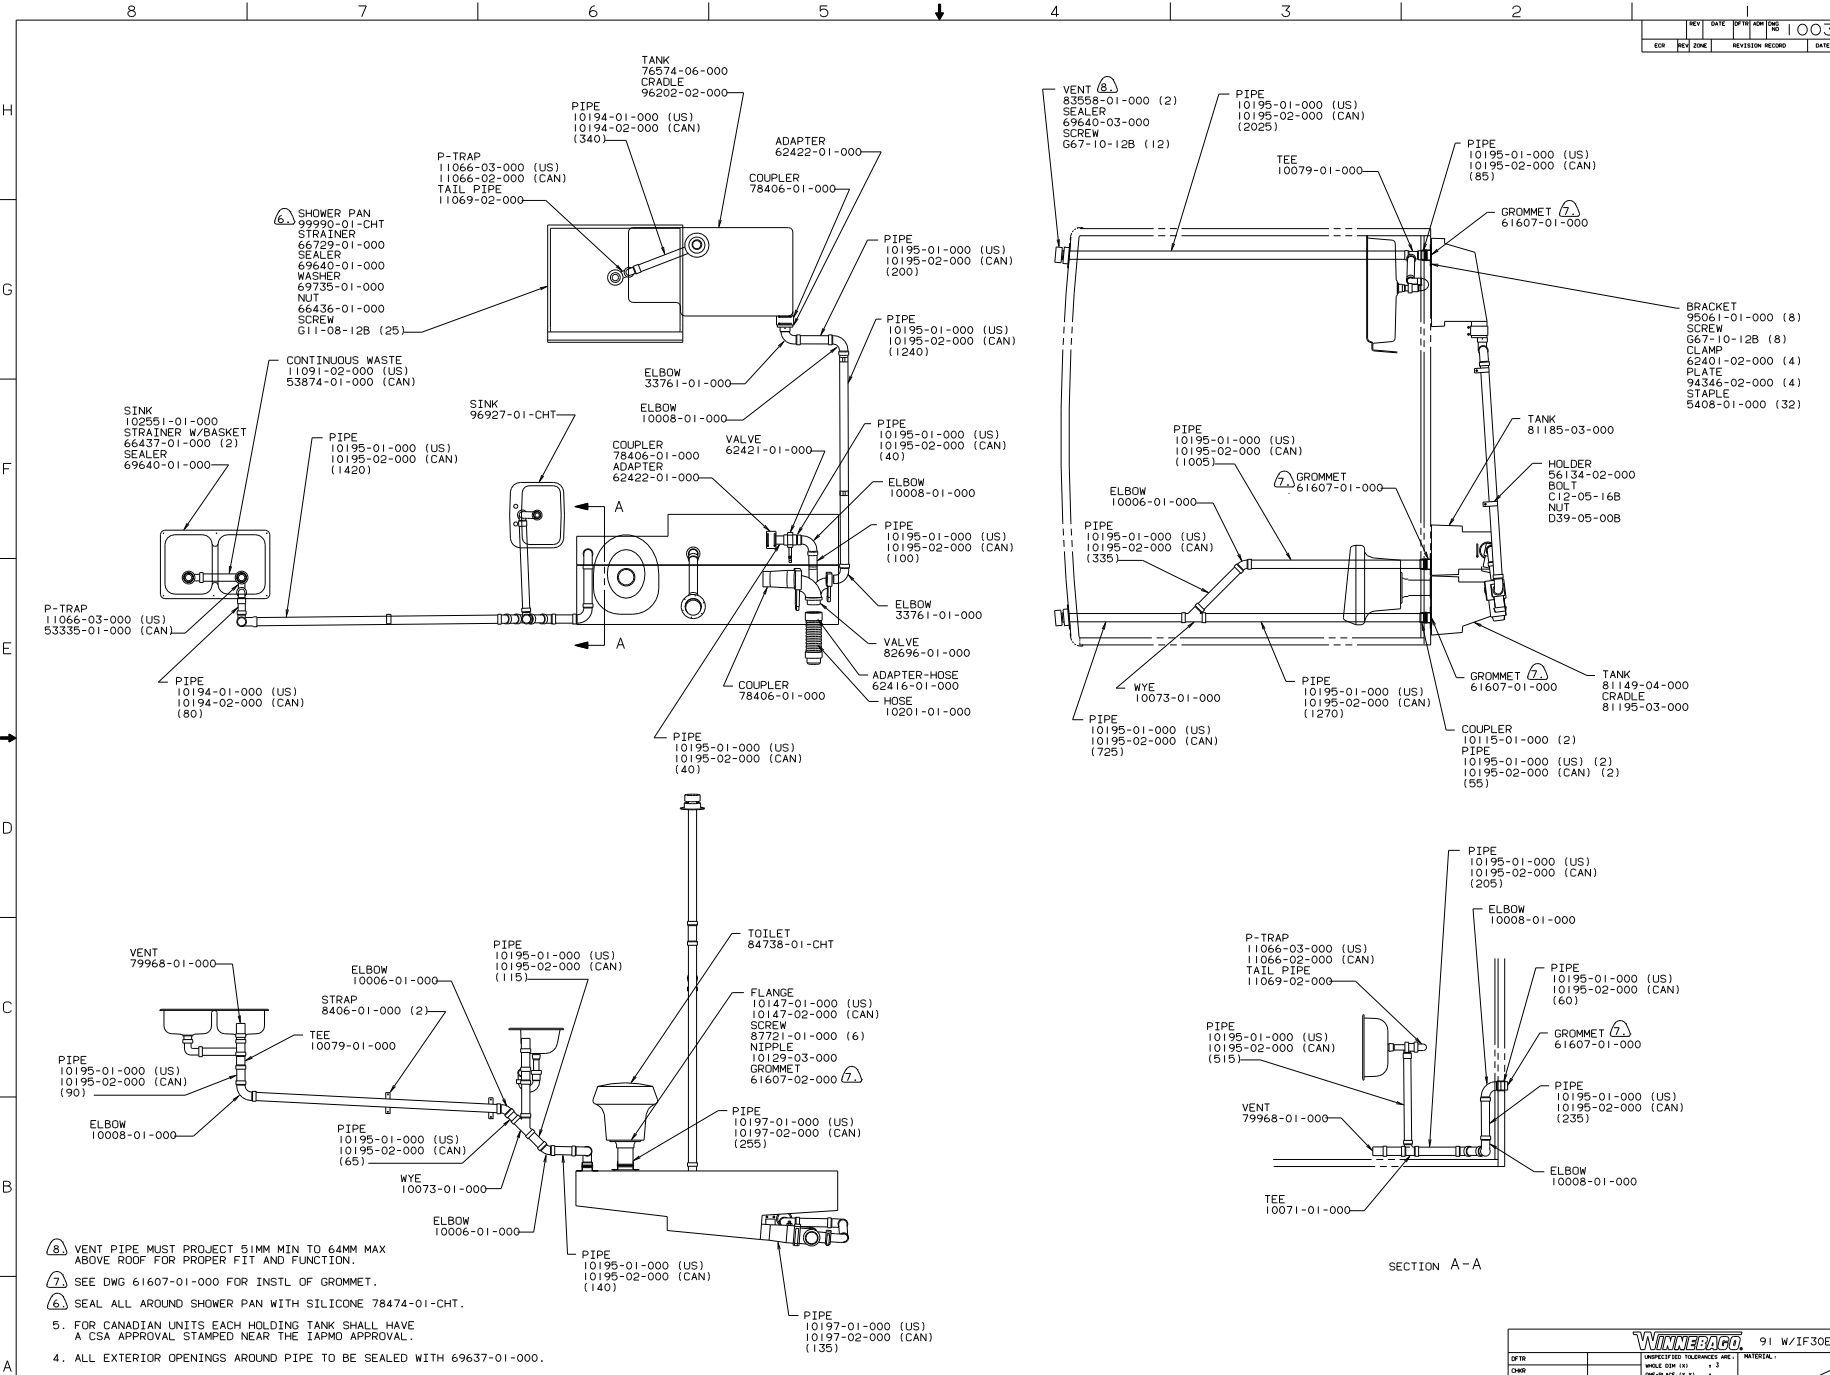 8 7 6 5 4 3 2 1
REV DATE DFTR ADM DWG NO 1003
ECR REV ZONE REVISION RECORD DATE
H
G
F
E
D
C
B
A
TANK
76574-06-000
CRADLE
96202-02-000
PIPE
10194-01-000 (US)
10194-02-000 (CAN)
(340)
P-TRAP
11066-03-000 (US)
11066-02-000 (CAN)
TAIL PIPE
11069-02-000
ADAPTER
62422-01-000
COUPLER
78406-01-000
6. SHOWER PAN
99990-01-CHT
STRAINER
66729-01-000
SEALER
69640-01-000
WASHER
69735-01-000
NUT
66436-01-000
SCREW
G11-08-12B (25)
PIPE
10195-01-000 (US)
10195-02-000 (CAN)
(200)
PIPE
10195-01-000 (US)
10195-02-000 (CAN)
(1240)
CONTINUOUS WASTE
11091-02-000 (US)
53874-01-000 (CAN)
ELBOW
33761-01-000
ELBOW
10008-01-000
SINK
96927-01-CHT
SINK
102551-01-000
STRAINER W/BASKET
66437-01-000 (2)
SEALER
69640-01-000
PIPE
10195-01-000 (US)
10195-02-000 (CAN)
(1420)
COUPLER
78406-01-000
ADAPTER
62422-01-000
VALVE
62421-01-000
PIPE
10195-01-000 (US)
10195-02-000 (CAN)
(40)
ELBOW
10008-01-000
PIPE
10195-01-000 (US)
10195-02-000 (CAN)
(100)
A
A
ELBOW
33761-01-000
VALVE
82696-01-000
ADAPTER-HOSE
62416-01-000
HOSE
10201-01-000
COUPLER
78406-01-000
P-TRAP
11066-03-000 (US)
53335-01-000 (CAN)
PIPE
10194-01-000 (US)
10194-02-000 (CAN)
(80)
PIPE
10195-01-000 (US)
10195-02-000 (CAN)
(40)
VENT 8.
83558-01-000 (2)
SEALER
69640-03-000
SCREW
G67-10-12B (12)
PIPE
10195-01-000 (US)
10195-02-000 (CAN)
(2025)
TEE
10079-01-000
PIPE
10195-01-000 (US)
10195-02-000 (CAN)
(85)
GROMMET 7.
61607-01-000
BRACKET
95061-01-000 (8)
SCREW
G67-10-12B (8)
CLAMP
62401-02-000 (4)
PLATE
94346-02-000 (4)
STAPLE
5408-01-000 (32)
TANK
81185-03-000
HOLDER
56134-02-000
BOLT
C12-05-16B
NUT
D39-05-00B
PIPE
10195-01-000 (US)
10195-02-000 (CAN)
(1005)
7. GROMMET
61607-01-000
ELBOW
10006-01-000
PIPE
10195-01-000 (US)
10195-02-000 (CAN)
(335)
WYE
10073-01-000
PIPE
10195-01-000 (US)
10195-02-000 (CAN)
(725)
PIPE
10195-01-000 (US)
10195-02-000 (CAN)
(1270)
GROMMET 7.
61607-01-000
TANK
81149-04-000
CRADLE
81195-03-000
COUPLER
10115-01-000 (2)
PIPE
10195-01-000 (US) (2)
10195-02-000 (CAN) (2)
(55)
VENT
79968-01-000
ELBOW
10006-01-000
STRAP
8406-01-000 (2)
TEE
10079-01-000
PIPE
10195-01-000 (US)
10195-02-000 (CAN)
(90)
ELBOW
10008-01-000
PIPE
10195-01-000 (US)
10195-02-000 (CAN)
(115)
TOILET
84738-01-CHT
FLANGE
10147-01-000 (US)
10147-02-000 (CAN)
SCREW
87721-01-000 (6)
NIPPLE
10129-03-000
GROMMET
61607-02-000 7.
PIPE
10197-01-000 (US)
10197-02-000 (CAN)
(255)
PIPE
10195-01-000 (US)
10195-02-000 (CAN)
(65)
WYE
10073-01-000
ELBOW
10006-01-000
PIPE
10195-01-000 (US)
10195-02-000 (CAN)
(140)
PIPE
10197-01-000 (US)
10197-02-000 (CAN)
(135)
PIPE
10195-01-000 (US)
10195-02-000 (CAN)
(205)
ELBOW
10008-01-000
P-TRAP
11066-03-000 (US)
11066-02-000 (CAN)
TAIL PIPE
11069-02-000
PIPE
10195-01-000 (US)
10195-02-000 (CAN)
(60)
GROMMET 7.
61607-01-000
PIPE
10195-01-000 (US)
10195-02-000 (CAN)
(515)
PIPE
10195-01-000 (US)
10195-02-000 (CAN)
(235)
VENT
79968-01-000
ELBOW
10008-01-000
TEE
10071-01-000
SECTION A-A
8. VENT PIPE MUST PROJECT 51MM MIN TO 64MM MAX
ABOVE ROOF FOR PROPER FIT AND FUNCTION.
7. SEE DWG 61607-01-000 FOR INSTL OF GROMMET.
6. SEAL ALL AROUND SHOWER PAN WITH SILICONE 78474-01-CHT.
5. FOR CANADIAN UNITS EACH HOLDING TANK SHALL HAVE
A CSA APPROVAL STAMPED NEAR THE IAPMO APPROVAL.
4. ALL EXTERIOR OPENINGS AROUND PIPE TO BE SEALED WITH 69637-01-000.
WINNEBAGO. 91 W/IF30E
DFTR UNSPECIFIED TOLERANCES ARE: MATERIAL:
CHKR WHOLE DIM (X) ± 3